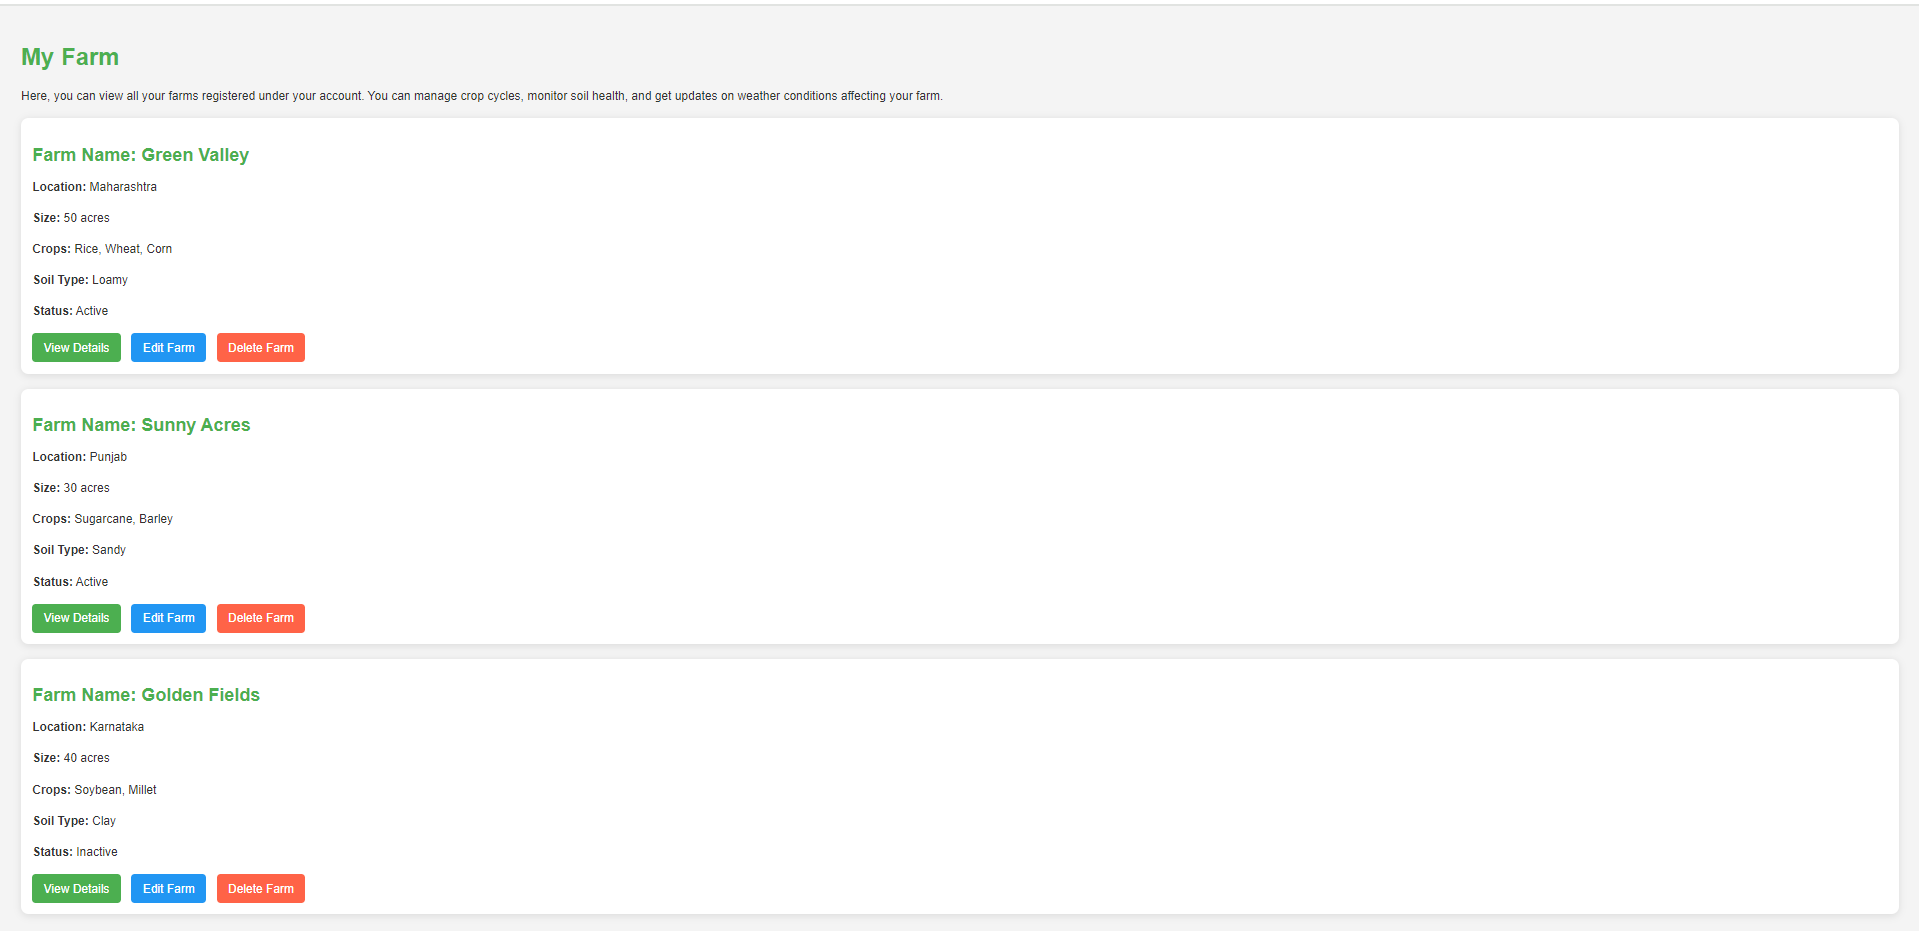 My Farm
Here, you can view all your farms registered under your account. You can manage crop cycles, monitor soil health, and get updates on weather conditions affecting your farm.
Farm Name: Green Valley
Location: Maharashtra
Size: 50 acres
Crops: Rice, Wheat, Corn
Soil Type: Loamy
Status: Active
View Details Edit Farm Delete Farm
Farm Name: Sunny Acres
Location: Punjab
Size: 30 acres
Crops: Sugarcane, Barley
Soil Type: Sandy
Status: Active
View Details Edit Farm Delete Farm
Farm Name: Golden Fields
Location: Karnataka
Size: 40 acres
Crops: Soybean, Millet
Soil Type: Clay
Status: Inactive
View Details Edit Farm Delete Farm